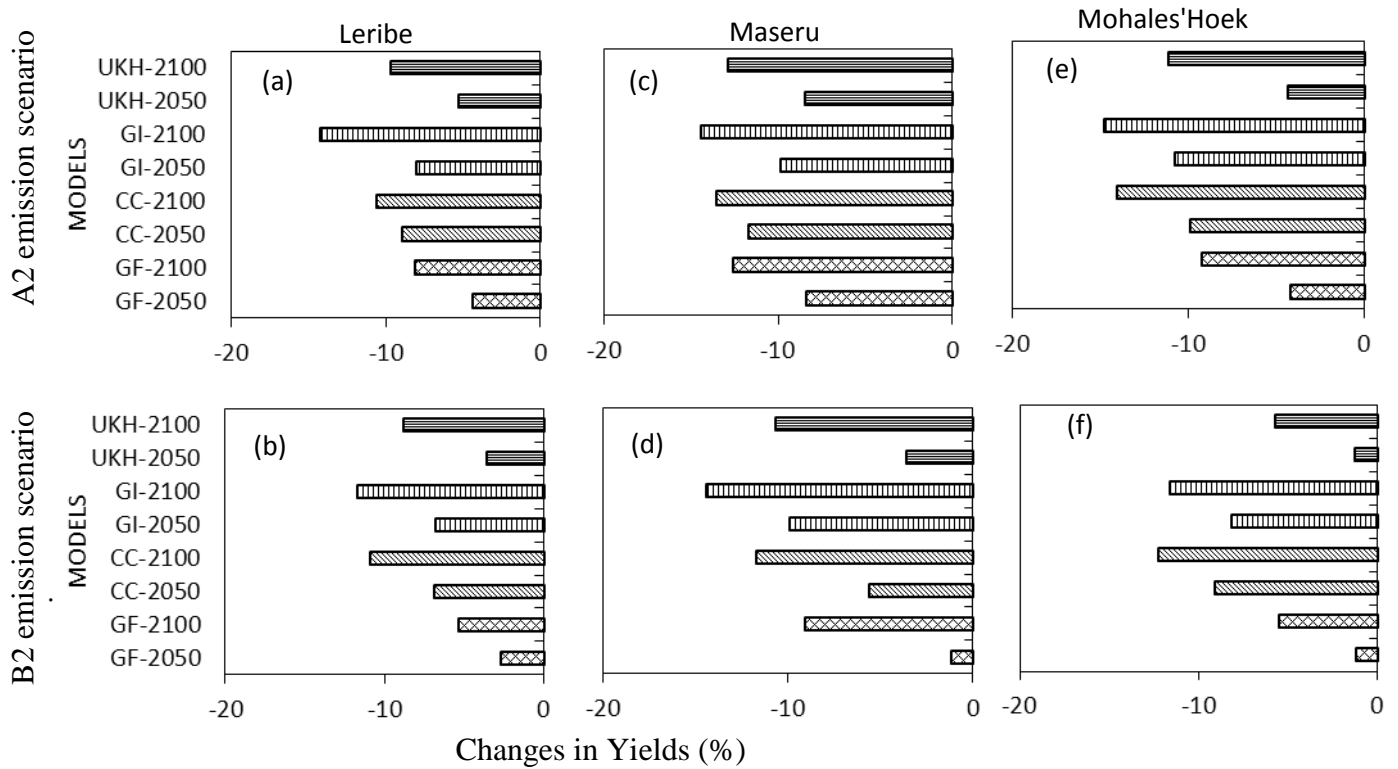 Leribe
Maseru
Mohales'Hoek
A2 emission scenario
MODELS
(a)
(c)
(e)
UKH-2100
UKH-2050
GI-2100
GI-2050
CC-2100
CC-2050
GF-2100
GF-2050
-20 -10 0
-20 -10 0
-20 -10 0
B2 emission scenario
MODELS
(b)
(d)
(f)
UKH-2100
UKH-2050
GI-2100
GI-2050
CC-2100
CC-2050
GF-2100
GF-2050
-20 -10 0
-20 -10 0
-20 -10 0
Changes in Yields (%)